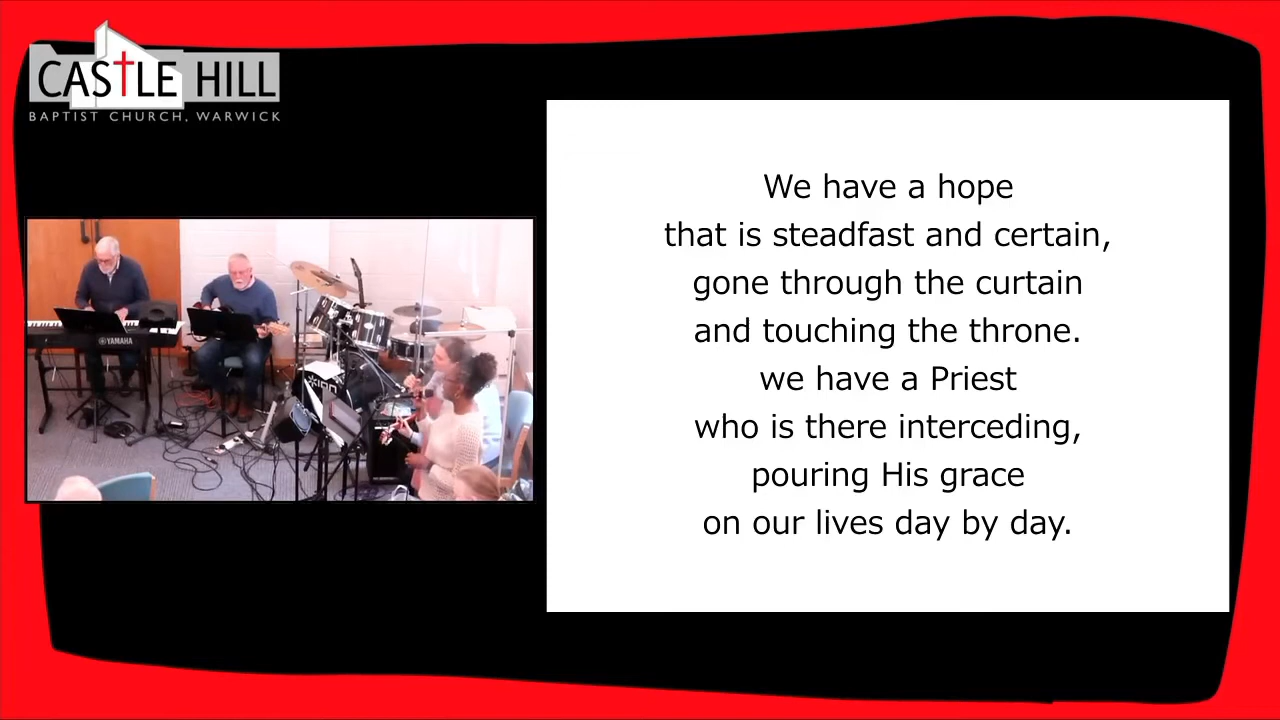 CASTLE HILL
BAPTIST CHURCH, WARWICK
We have a hope
that is steadfast and certain,
gone through the curtain
and touching the throne.
we have a Priest
who is there interceding,
pouring His grace
on our lives day by day.
YAMAHA